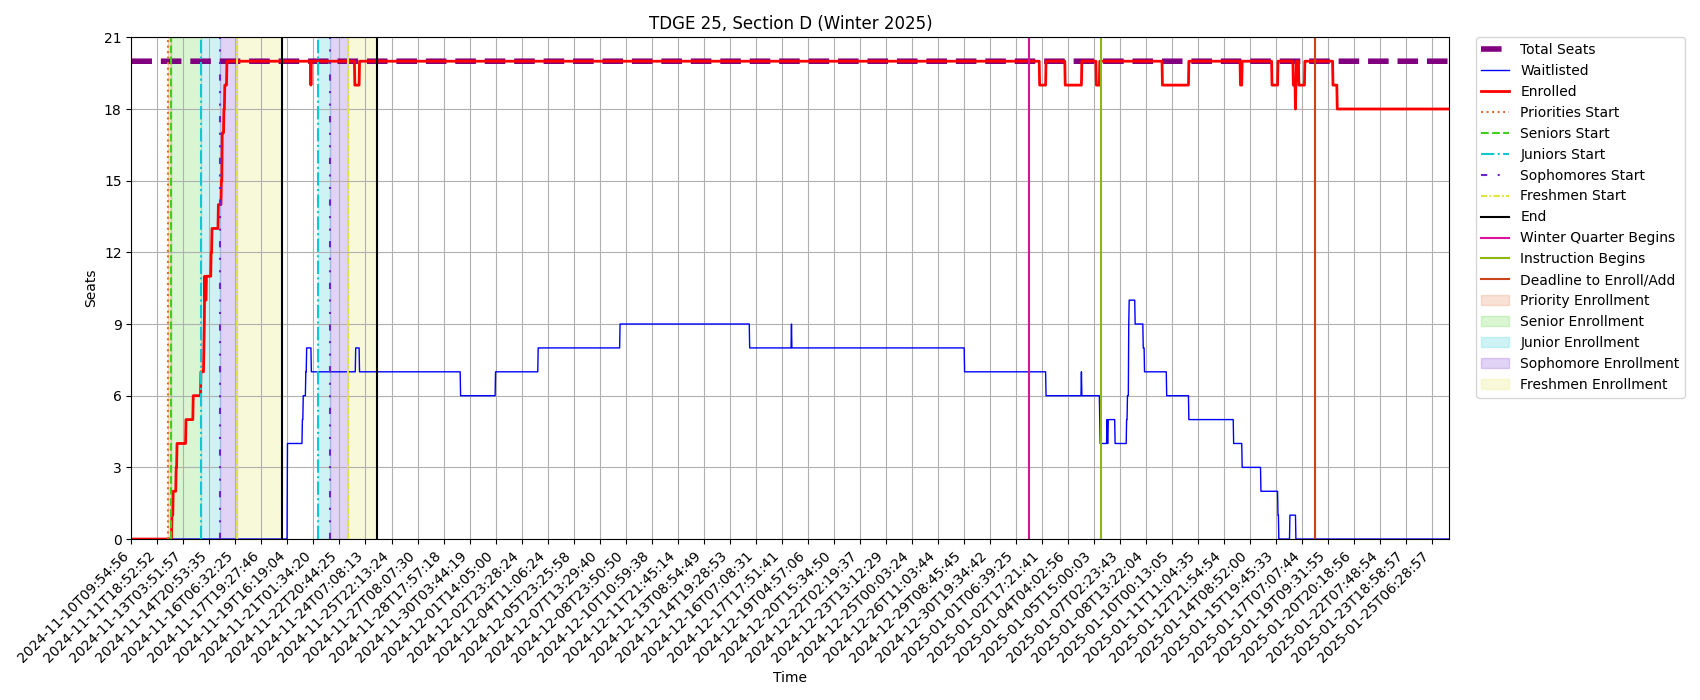 TDGE 25, Section D (Winter 2025)
21
18
15
12
9
6
3
0
Seats
2024-11-10T09:54:56
2024-11-11T18:52:52
2024-11-13T03:51:57
2024-11-14T20:53:35
2024-11-16T06:32:25
2024-11-17T19:27:46
2024-11-19T16:19:04
2024-11-21T01:34:20
2024-11-22T20:44:25
2024-11-24T07:08:13
2024-11-25T22:13:24
2024-11-27T08:07:30
2024-11-28T17:57:18
2024-11-30T03:44:19
2024-12-01T14:05:00
2024-12-02T23:28:24
2024-12-04T11:06:24
2024-12-05T23:25:58
2024-12-07T13:29:40
2024-12-08T23:50:50
2024-12-10T10:59:38
2024-12-11T21:45:14
2024-12-13T08:54:49
2024-12-14T19:28:53
2024-12-16T07:08:31
2024-12-17T17:51:41
2024-12-19T04:57:06
2024-12-20T15:34:50
2024-12-22T02:19:37
2024-12-23T13:12:29
2024-12-25T00:03:24
2024-12-26T11:03:44
2024-12-29T08:45:45
2024-12-30T19:34:42
2025-01-01T06:39:25
2025-01-02T17:21:41
2025-01-04T04:02:56
2025-01-05T15:00:03
2025-01-07T02:23:43
2025-01-08T13:22:04
2025-01-10T00:13:05
2025-01-11T11:04:35
2025-01-12T21:54:54
2025-01-14T08:52:00
2025-01-15T19:45:33
2025-01-17T07:07:44
2025-01-19T09:31:55
2025-01-20T20:18:56
2025-01-22T07:48:54
2025-01-23T18:58:57
2025-01-25T06:28:57
Time
Total Seats
Waitlisted
Enrolled
Priorities Start
Seniors Start
Juniors Start
Sophomores Start
Freshmen Start
End
Winter Quarter Begins
Instruction Begins
Deadline to Enroll/Add
Priority Enrollment
Senior Enrollment
Junior Enrollment
Sophomore Enrollment
Freshmen Enrollment